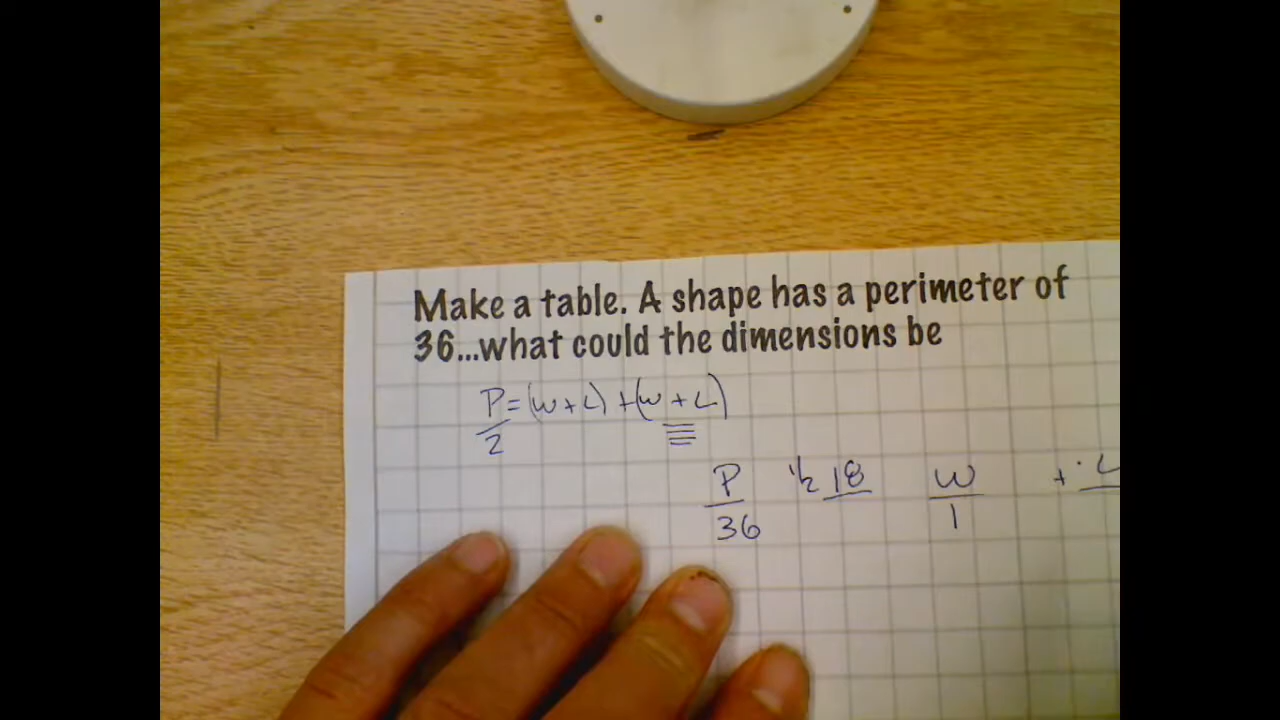 Make a table. A shape has a perimeter of
36...what could the dimensions be
P/2 = (w + L) + (w + L)
P ½ 18 w + L
36 1